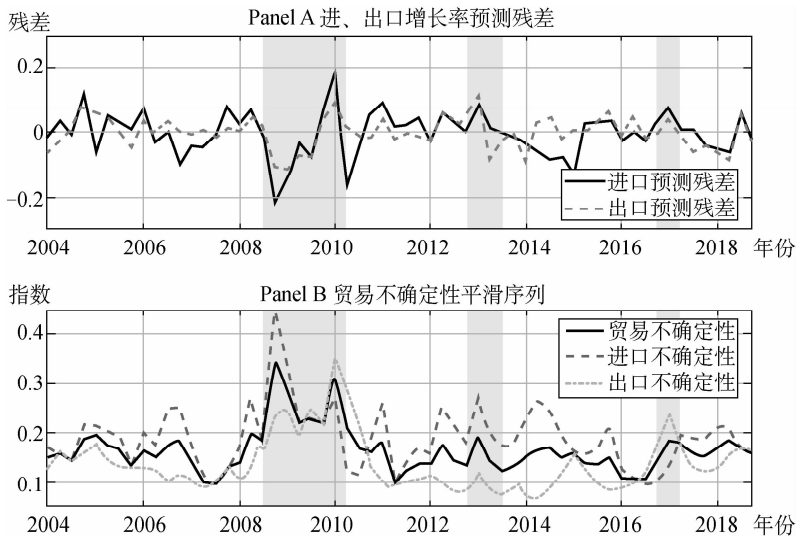 残差
Panel A 进、出口增长率预测残差
0.2
0
−0.2
进口预测残差
出口预测残差
2004 2006 2008 2010 2012 2014 2016 2018 年份
指数
Panel B 贸易不确定性平滑序列
0.4
0.3
0.2
0.1
贸易不确定性
进口不确定性
出口不确定性
2004 2006 2008 2010 2012 2014 2016 2018 年份